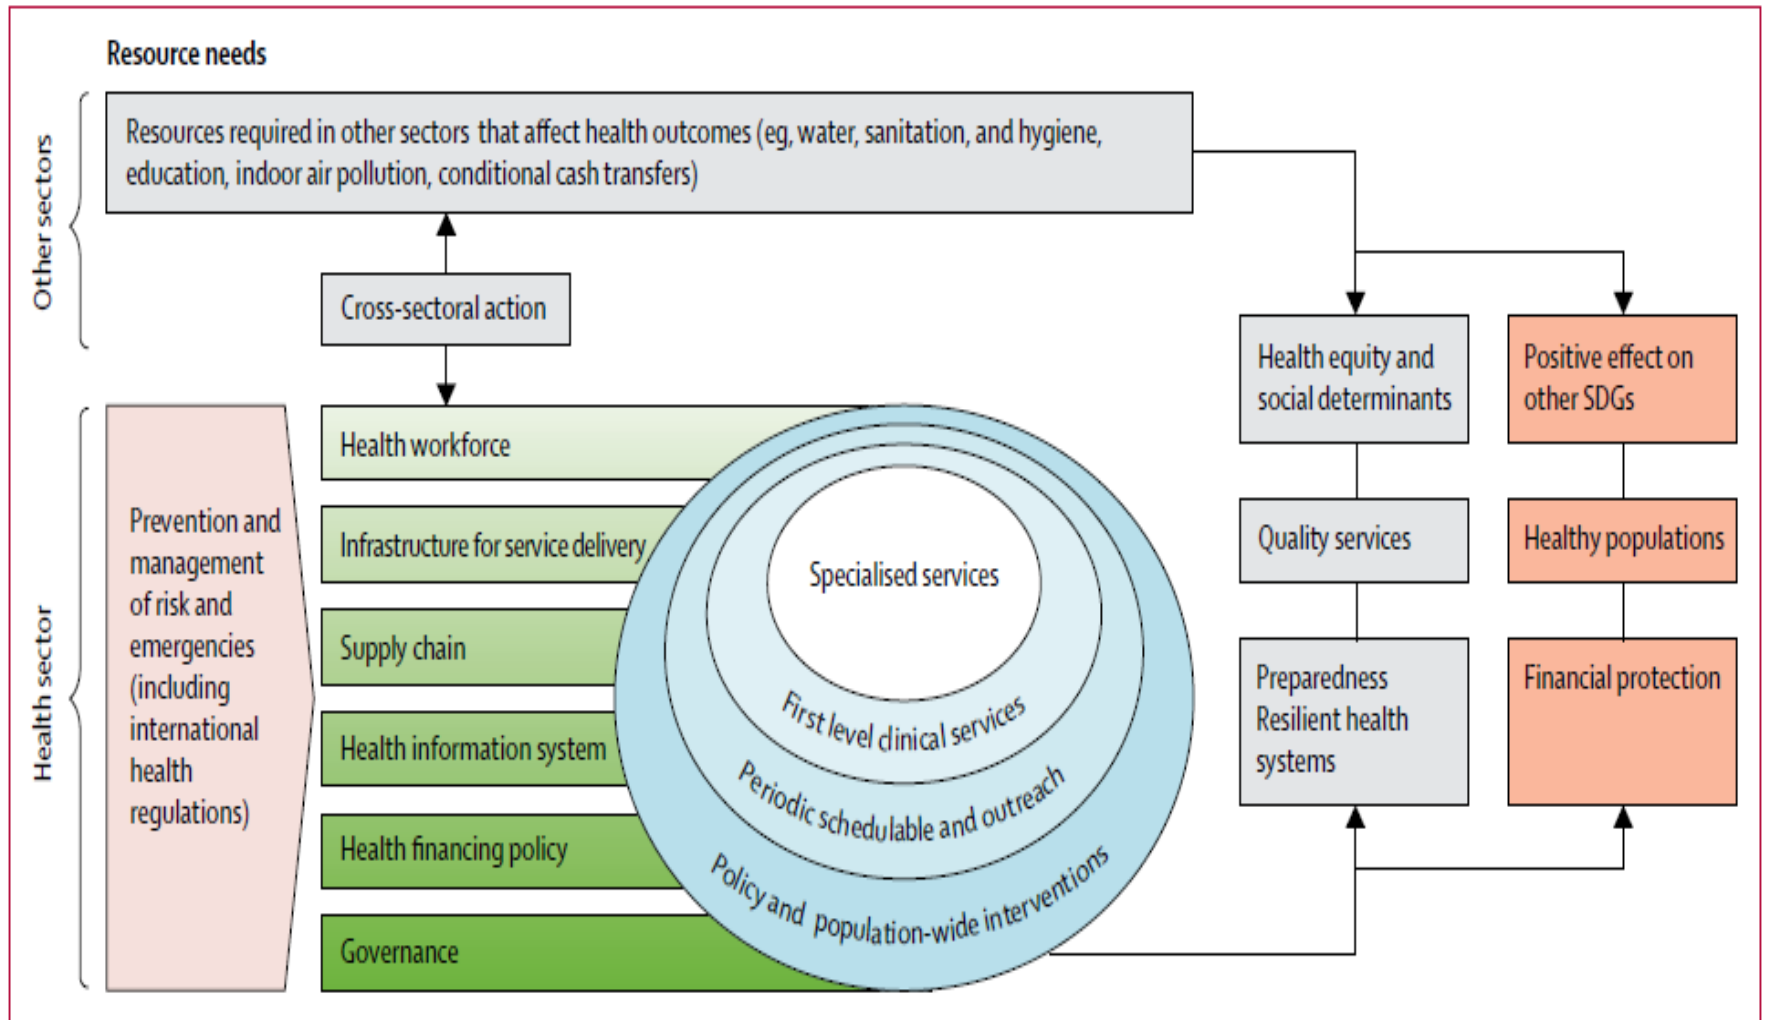 Resource needs
Other sectors
Resources required in other sectors that affect health outcomes (eg, water, sanitation, and hygiene,
education, indoor air pollution, conditional cash transfers)
Cross-sectoral action
Health sector
Prevention and
management
of risk and
emergencies
(including
international
health
regulations)
Health workforce
Infrastructure for service delivery
Supply chain
Health information system
Health financing policy
Governance
Specialised services
First level clinical services
Periodic schedulable and outreach
Policy and population-wide interventions
Health equity and
social determinants
Quality services
Preparedness
Resilient health
systems
Positive effect on
other SDGs
Healthy populations
Financial protection